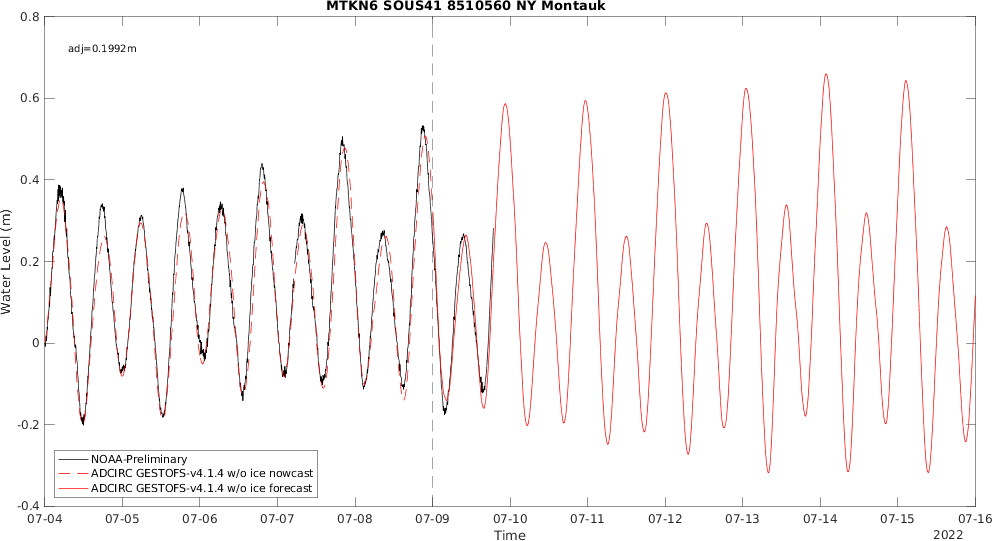 MTKN6 SOUS41 8510560 NY Montauk
adj=0.1992m
0.8
0.6
0.4
0.2
0
-0.2
-0.4
Water Level (m)
NOAA-Preliminary
ADCIRC GESTOFS-v4.1.4 w/o ice nowcast
ADCIRC GESTOFS-v4.1.4 w/o ice forecast
07-04 07-05 07-06 07-07 07-08 07-09 07-10 07-11 07-12 07-13 07-14 07-15 07-16
Time
2022